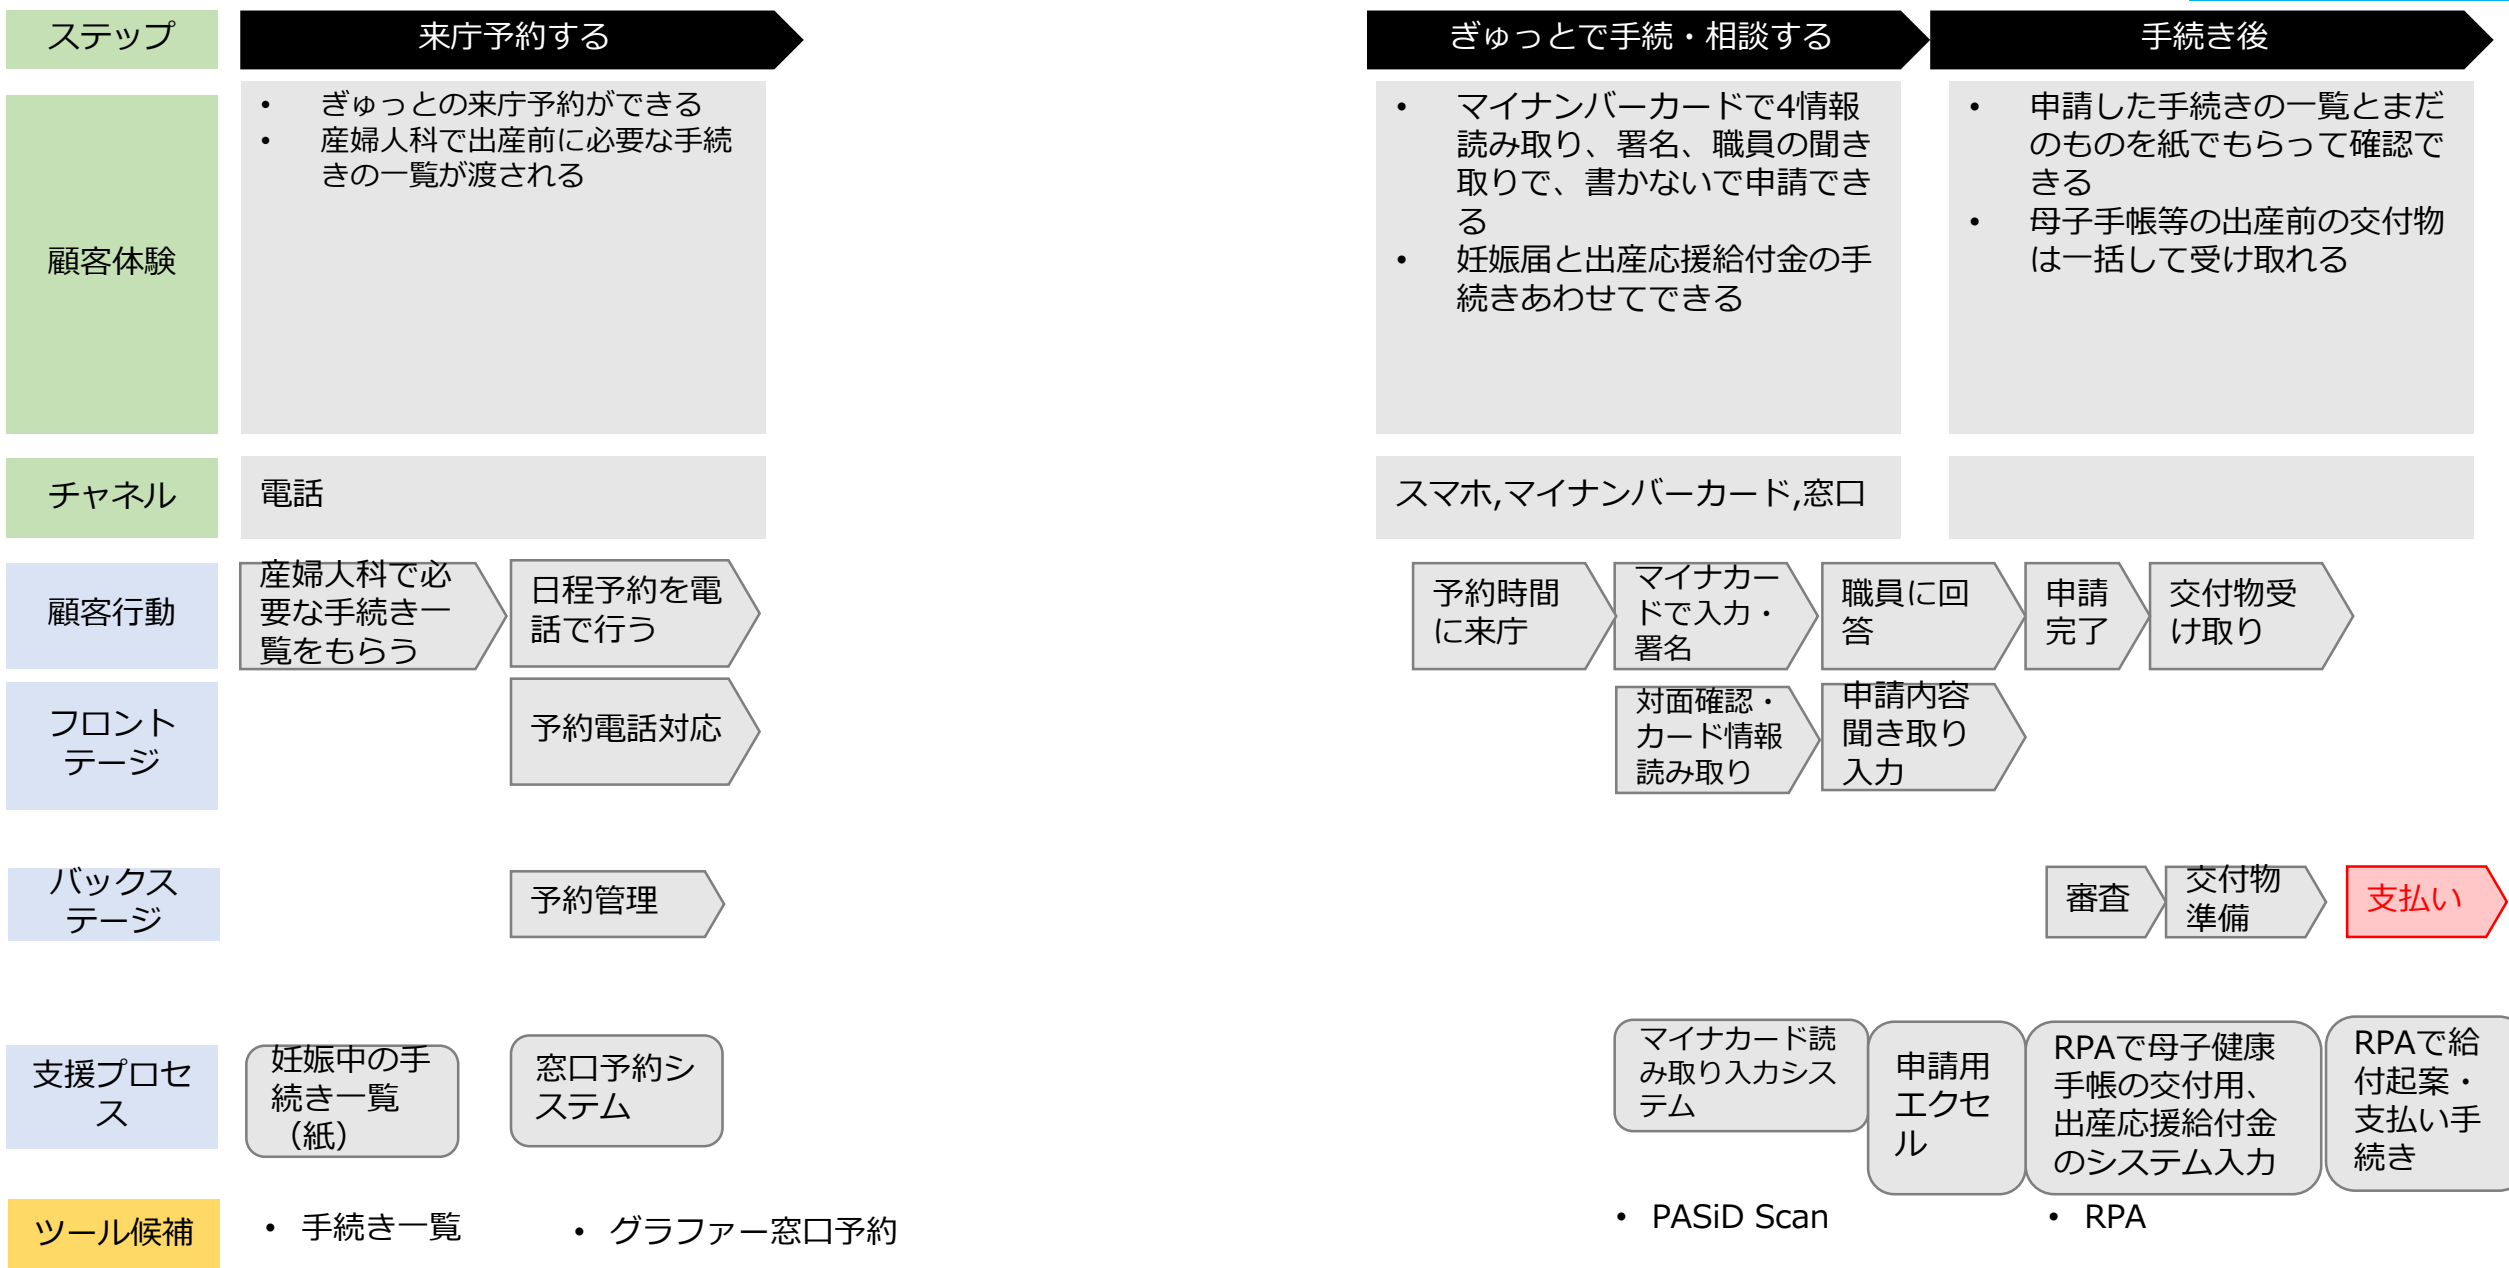 ステップ
来庁予約する
ぎゅっとで手続・相談する
手続き後
顧客体験
• ぎゅっとの来庁予約ができる
• 産婦人科で出産前に必要な手続
きの一覧が渡される
• マイナンバーカードで4情報
読み取り、署名、職員の聞き
取りで、書かないで申請でき
る
• 妊娠届と出産応援給付金の手
続きあわせてできる
• 申請した手続きの一覧とまだ
のものを紙でもらって確認で
きる
• 母子手帳等の出産前の交付物
は一括して受け取れる
チャネル
電話
スマホ,マイナンバーカード,窓口
顧客行動
産婦人科で必
要な手続き一
覧をもらう
日程予約を電
話で行う
予約時間
に来庁
マイナカー
ドで入力・
署名
職員に回
答
申請
完了
交付物受
け取り
フロント
テージ
予約電話対応
対面確認・
カード情報
読み取り
申請内容
聞き取り
入力
バックス
テージ
予約管理
審査
交付物
準備
支払い
支援プロセ
ス
妊娠中の手
続き一覧
（紙）
窓口予約シ
ステム
マイナカード読
み取り入力シス
テム
申請用
エクセ
ル
RPAで母子健康
手帳の交付用、
出産応援給付金
のシステム入力
RPAで給
付起案・
支払い手
続き
ツール候補
• 手続き一覧
• グラファー窓口予約
• PASiD Scan
• RPA